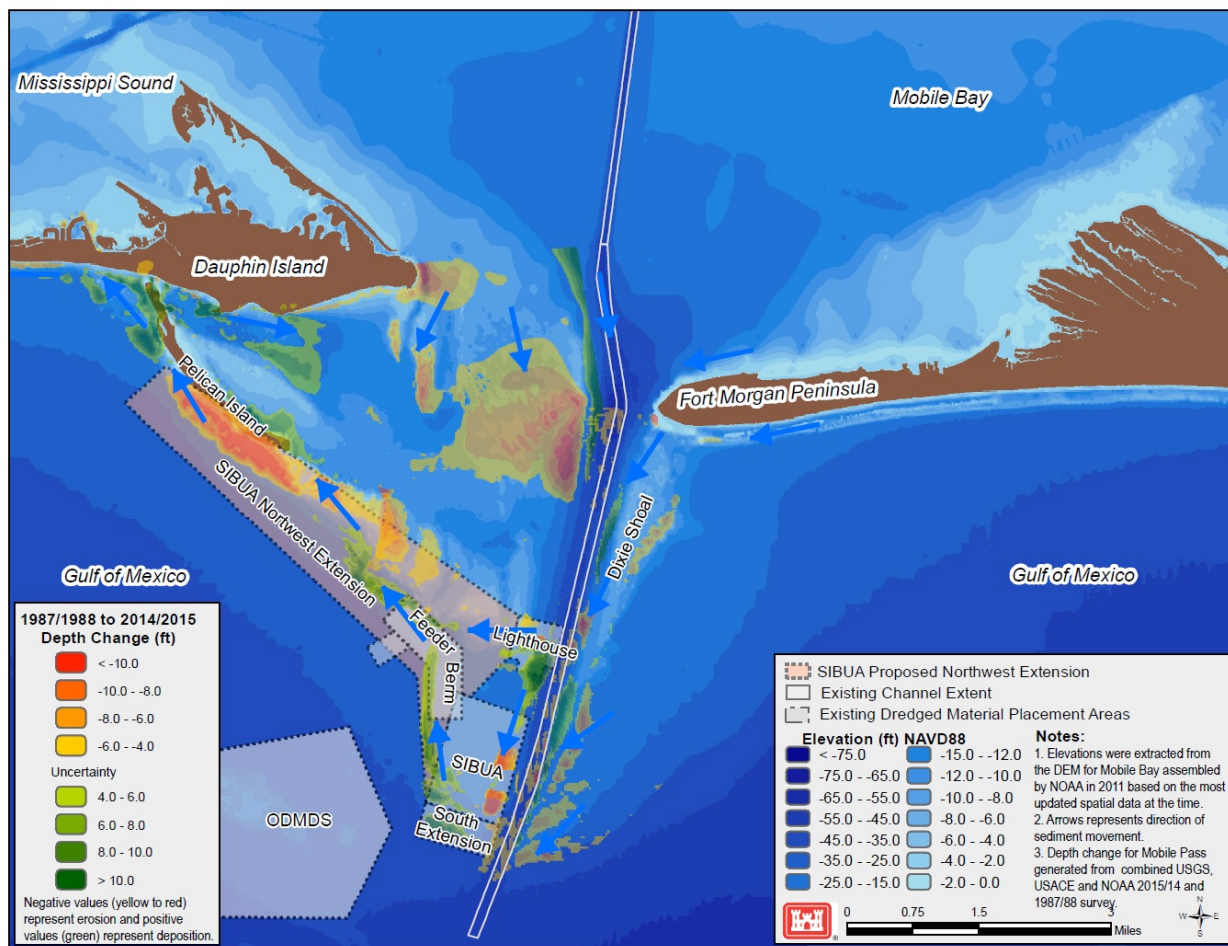 Mississippi Sound
Mobile Bay
Dauphin Island
Pelican Island
Fort Morgan Peninsula
SIBUA Nortwest Extension
Dixie Shoal
Gulf of Mexico
Gulf of Mexico
Feeder
Berm
Lighthouse
SIBUA
South
Extension
ODMDS
1987/1988 to 2014/2015
Depth Change (ft)
< -10.0
-10.0 - -8.0
-8.0 - -6.0
-6.0 - -4.0
Uncertainty
4.0 - 6.0
6.0 - 8.0
8.0 - 10.0
> 10.0
Negative values (yellow to red)
represent erosion and positive
values (green) represent deposition.
SIBUA Proposed Northwest Extension
Existing Channel Extent
Existing Dredged Material Placement Areas
Elevation (ft) NAVD88
< -75.0
-75.0 - -65.0
-65.0 - -55.0
-55.0 - -45.0
-45.0 - -35.0
-35.0 - -25.0
-25.0 - -15.0
-15.0 - -12.0
-12.0 - -10.0
-10.0 - -8.0
-8.0 - -6.0
-6.0 - -4.0
-4.0 - -2.0
-2.0 - 0.0
Notes:
1. Elevations were extracted from
the DEM for Mobile Bay assembled
by NOAA in 2011 based on the most
updated spatial data at the time.
2. Arrows represents direction of
sediment movement.
3. Depth change for Mobile Pass
generated from combined USGS,
USACE and NOAA 2015/14 and
1987/88 survey.
0 0.75 1.5 3
Miles
N
W E
S
®